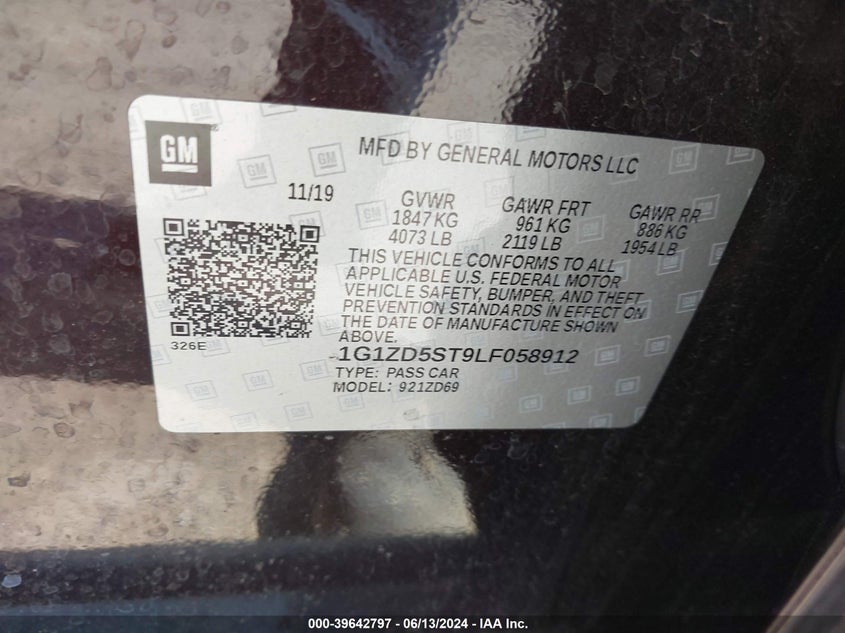 GM
MFD BY GENERAL MOTORS LLC
11/19
GVWR GAWR FRT GAWR RR
1847 KG 961 KG 886 KG
4073 LB 2119 LB 1954 LB
THIS VEHICLE CONFORMS TO ALL
APPLICABLE U.S. FEDERAL MOTOR
VEHICLE SAFETY, BUMPER, AND THEFT
PREVENTION STANDARDS IN EFFECT ON
THE DATE OF MANUFACTURE SHOWN
ABOVE.
326E
1G1ZD5ST9LF058912
TYPE: PASS CAR
MODEL: 921ZD69
000-39642797 - 06/13/2024 - IAA Inc.